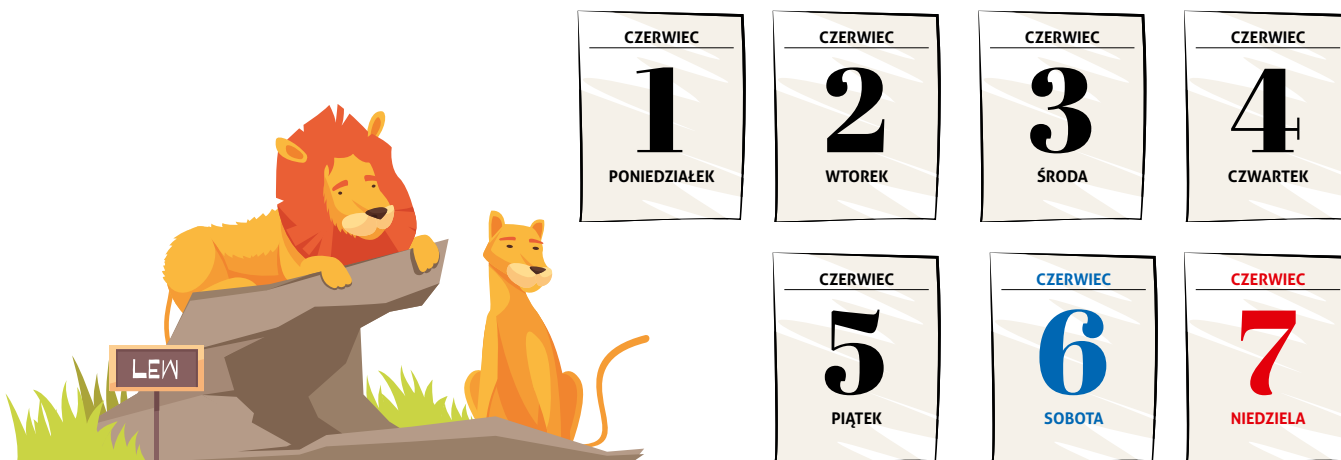 CZERWIEC
1
PONIEDZIAŁEK
CZERWIEC
2
WTOREK
CZERWIEC
3
ŚRODA
CZERWIEC
4
CZWARTEK
LEW
CZERWIEC
5
PIĄTEK
CZERWIEC
6
SOBOTA
CZERWIEC
7
NIEDZIELA